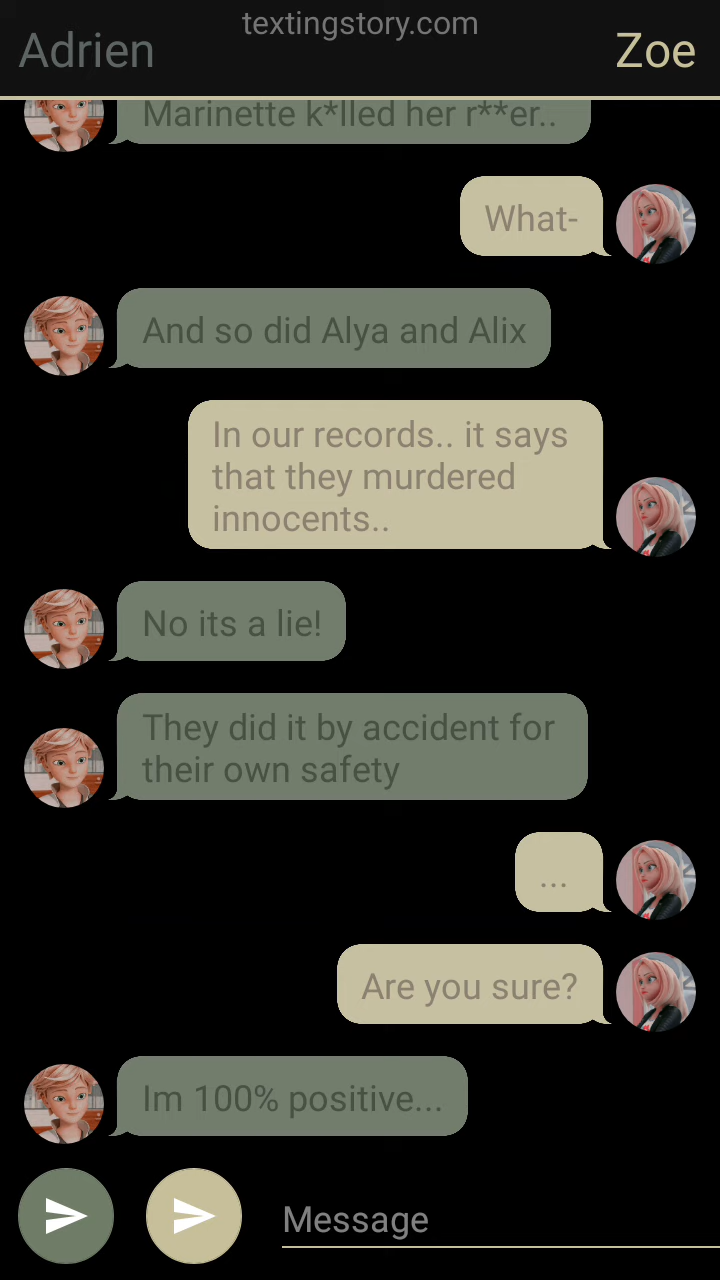 textingstory.com
Adrien
Zoe
Marinette k*lled her r**er..
What-
And so did Alya and Alix
In our records.. it says
that they murdered
innocents..
No its a lie!
They did it by accident for
their own safety
...
Are you sure?
Im 100% positive...
Message